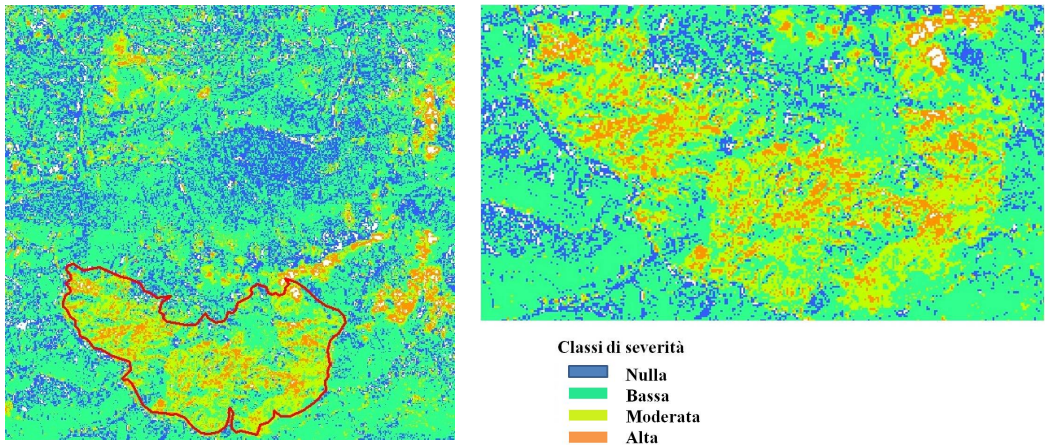 Classi di severità
Nulla
Bassa
Moderata
Alta